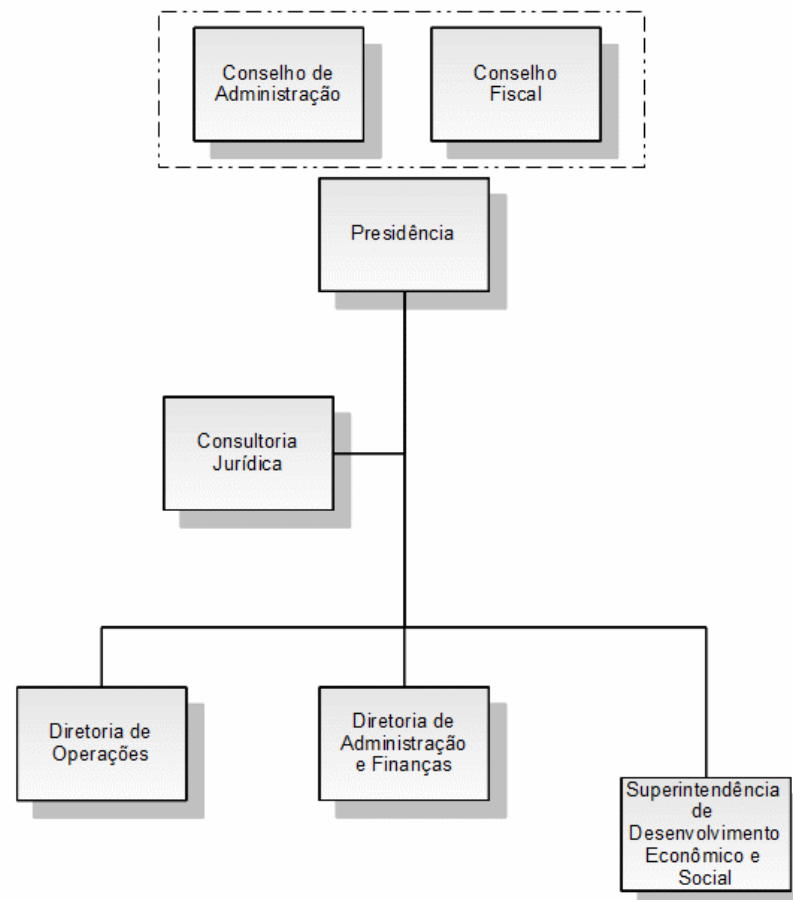 Conselho de
Administração
Conselho
Fiscal
Presidência
Consultoria
Jurídica
Diretoria de
Operações
Diretoria de
Administração
e Finanças
Superintendência
de
Desenvolvimento
Econômico e
Social